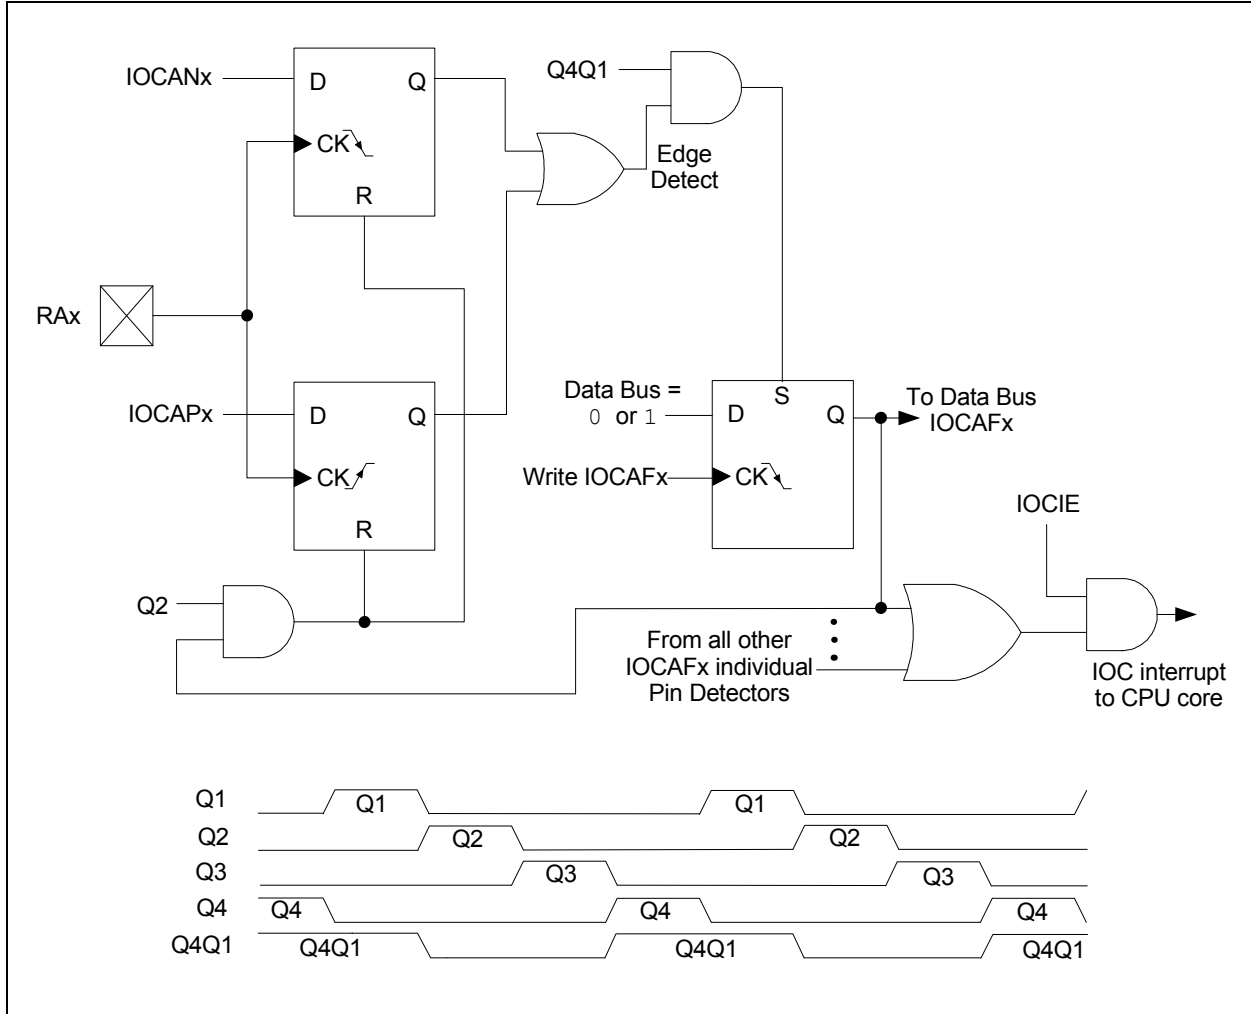 IOCANx
D
Q
CK
R
Q4Q1
Edge
Detect
RAx
IOCAPx
D
Q
CK
R
Data Bus =
0 or 1
S
D
Q
To Data Bus
IOCAFx
Write IOCAFx
CK
IOCIE
Q2
From all other
IOCAFx individual
Pin Detectors
IOC interrupt
to CPU core
Q1 Q1 Q1
Q2 Q2 Q2
Q3 Q3 Q3
Q4 Q4 Q4 Q4
Q4Q1 Q4Q1 Q4Q1 Q4Q1